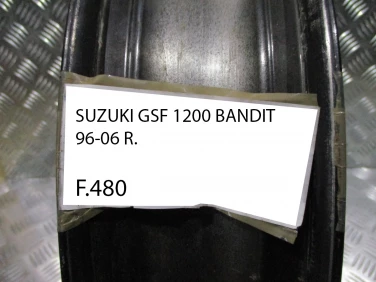 SUZUKI GSF 1200 BANDIT
96-06 R.
F.480